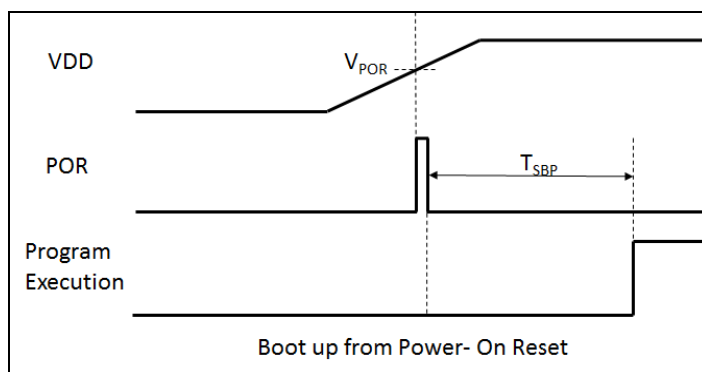 VDD
VPOR
POR
TSBP
Program
Execution
Boot up from Power- On Reset